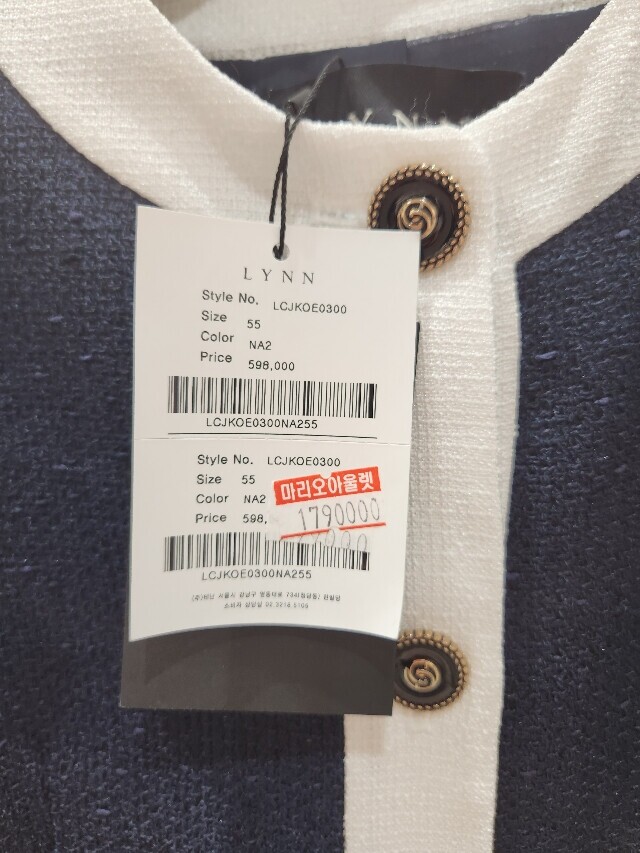 LYNN
Style No. LCJKOE0300
Size 55
Color NA2
Price 598,000
LCJKOE0300NA255
Style No. LCJKOE0300
Size 55
Color NA2
Price 598,
마리오아울렛
1790000
LCJKOE0300NA255